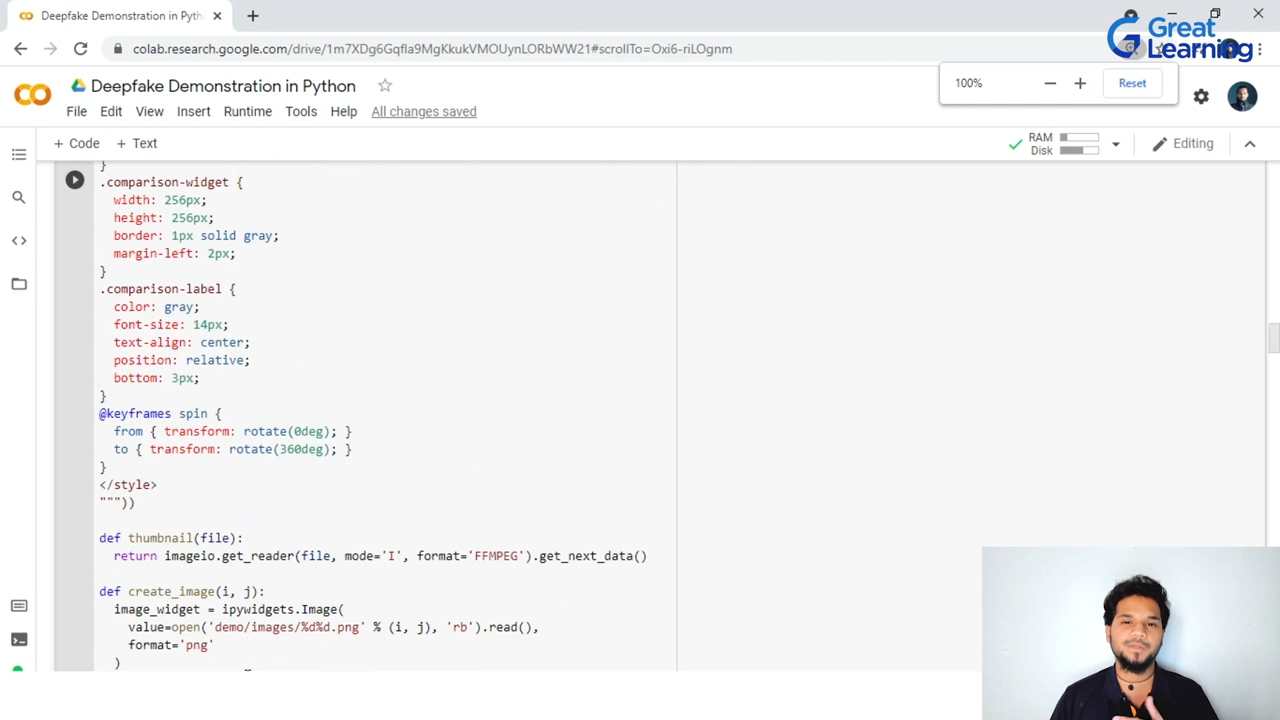 Deepfake Demonstration in Pyth
colab.research.google.com/drive/1m7XDg6Gqfla9MgKkukVMOUynLORbWW21#scrollTo=Oxi6-riLOgnm
Great
Learning
Deepfake Demonstration in Python
100%
Reset
File Edit View Insert Runtime Tools Help All changes saved
+ Code + Text
RAM
Disk
Editing
}
.comparison-widget {
width: 256px;
height: 256px;
border: 1px solid gray;
margin-left: 2px;
}
.comparison-label {
color: gray;
font-size: 14px;
text-align: center;
position: relative;
bottom: 3px;
}
@keyframes spin {
from { transform: rotate(0deg); }
to { transform: rotate(360deg); }
}
</style>
"""))
def thumbnail(file):
return imageio.get_reader(file, mode='I', format='FFMPEG').get_next_data()
def create_image(i, j):
image_widget = ipywidgets.Image(
value=open('demo/images/%d%d.png' % (i, j), 'rb').read(),
format='png'
)